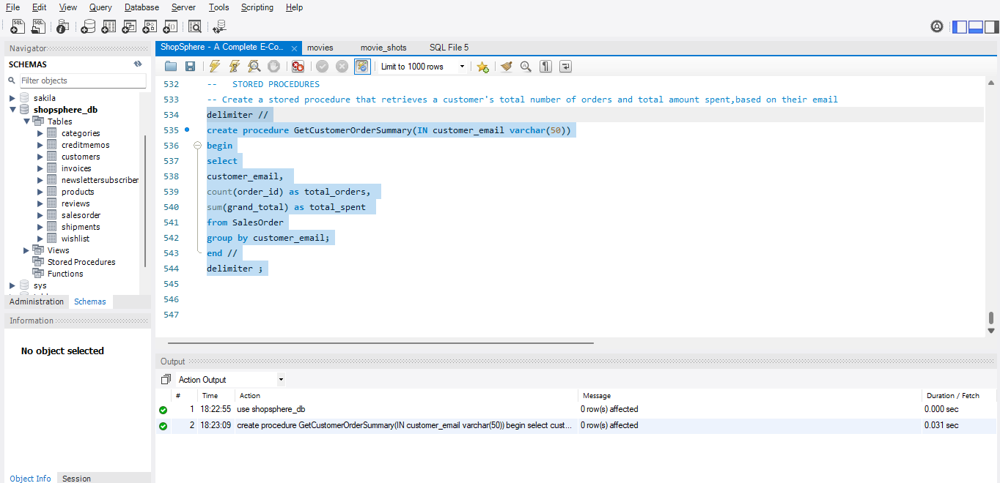 File Edit View Query Database Server Tools Scripting Help
Navigator
SCHEMAS
Filter objects
sakila
shopsphere_db
Tables
categories
creditmemos
customers
invoices
newslettersubscriber
products
reviews
salesorder
shipments
wishlist
Views
Stored Procedures
Functions
sys
Administration Schemas
Information
No object selected
Object Info Session
ShopSphere - A Complete E-Co... movies movie_shots SQL File 5
Limit to 1000 rows
532 -- STORED PROCEDURES
533 -- Create a stored procedure that retrieves a customer's total number of orders and total amount spent,based on their email
534 delimiter //
535 create procedure GetCustomerOrderSummary(IN customer_email varchar(50))
536 begin
537 select
538 customer_email,
539 count(order_id) as total_orders,
540 sum(grand_total) as total_spent
541 from SalesOrder
542 group by customer_email;
543 end //
544 delimiter ;
545
546
547
Output
Action Output
# Time Action Message Duration / Fetch
1 18:22:55 use shopsphere_db 0 row(s) affected 0.000 sec
2 18:23:09 create procedure GetCustomerOrderSummary(IN customer_email varchar(50)) begin select cust... 0 row(s) affected 0.031 sec